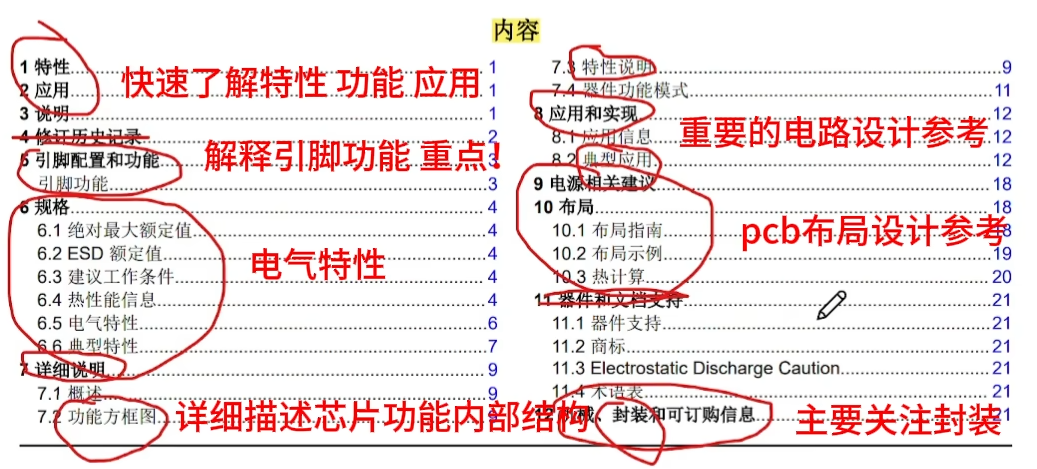 内容
1 特性 1
2 应用 1
3 说明 1
快速了解特性 功能 应用
4 修订历史记录 2
5 引脚配置和功能 3
引脚功能 3
解释引脚功能 重点!
6 规格 4
6.1 绝对最大额定值 4
6.2 ESD 额定值 4
6.3 建议工作条件 4
6.4 热性能信息 4
6.5 电气特性 6
6.6 典型特性 7
电气特性
7 详细说明 9
7.1 概述 9
7.2 功能方框图
详细描述芯片功能内部结构
7.3 特性说明 9
7.4 器件功能模式 11
8 应用和实现 12
8.1 应用信息 12
8.2 典型应用 12
重要的电路设计参考
9 电源相关建议 18
10 布局 18
10.1 布局指南 18
10.2 布局示例 19
10.3 热计算 20
pcb布局设计参考
11 器件和文档支持 21
11.1 器件支持 21
11.2 商标 21
11.3 Electrostatic Discharge Caution 21
11.4 术语表 21
12 机械、封装和可订购信息 21
主要关注封装